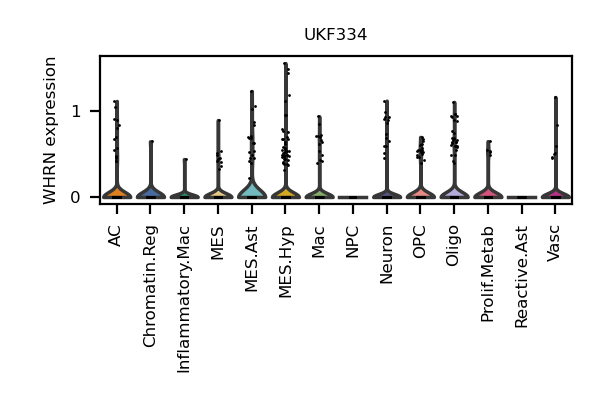 UKF334
WHRN expression
1
0
AC
Chromatin.Reg
Inflammatory.Mac
MES
MES.Ast
MES.Hyp
Mac
NPC
Neuron
OPC
Oligo
Prolif.Metab
Reactive.Ast
Vasc